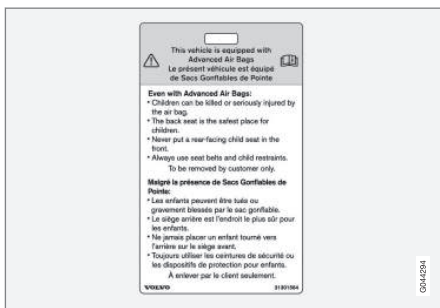 This vehicle is equipped with
Advanced Air Bags
Le présent véhicule est équipé
de Sacs Gonflables de Pointe
Even with Advanced Air Bags:
• Children can be killed or seriously injured by
the air bag.
• The back seat is the safest place for
children.
• Never put a rear-facing child seat in the
front.
• Always use seat belts and child restraints.
To be removed by customer only.
Malgré la présence de Sacs Gonflables de
Pointe:
• Les enfants peuvent être tués ou
gravement blessés par le sac gonflable.
• Le siège arrière est l'endroit le plus sûr pour
les enfants.
• Ne jamais placer un enfant tourné vers
l'arrière sur le siège avant.
• Toujours utiliser les ceintures de sécurité ou
les dispositifs de protection pour enfants.
À enlever par le client seulement.
VOLVO 31301564
G044294